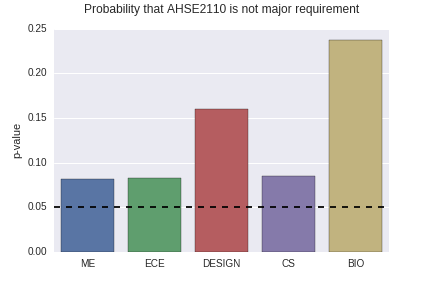 Probability that AHSE2110 is not major requirement
0.25
0.20
0.15
0.10
0.05
0.00
p-value
ME ECE DESIGN CS BIO